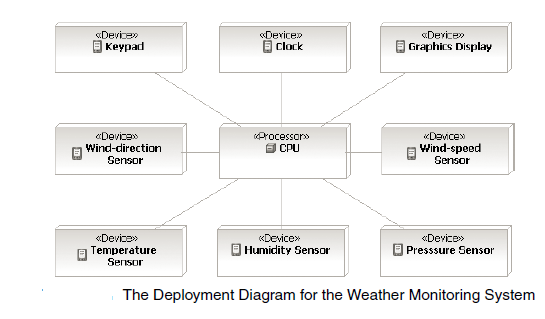 «Device»
Keypad
«Device»
Clock
«Device»
Graphics Display
«Device»
Wind-direction
Sensor
«Processor»
CPU
«Device»
Wind-speed
Sensor
«Device»
Temperature
Sensor
«Device»
Humidity Sensor
«Device»
Presssure Sensor
The Deployment Diagram for the Weather Monitoring System